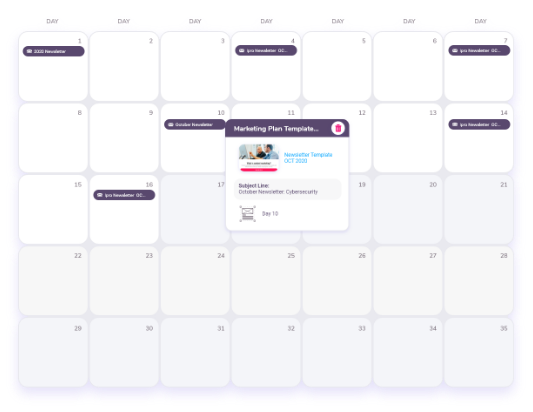 DAY DAY DAY DAY DAY DAY DAY
1 2 3 4 5 6 7
2020 Newsletter
Ipro Newsletter OC...
Ipro Newsletter OC...
8 9 10 11 12 13 14
October Newsletter
Ipro Newsletter OC...
Marketing Plan Template...
Newsletter Template
OCT 2020
Subject Line:
October Newsletter: Cybersecurity
Day 10
15 16 17 19 20 21
Ipro Newsletter OC...
22 23 24 25 26 27 28
29 30 31 32 33 34 35